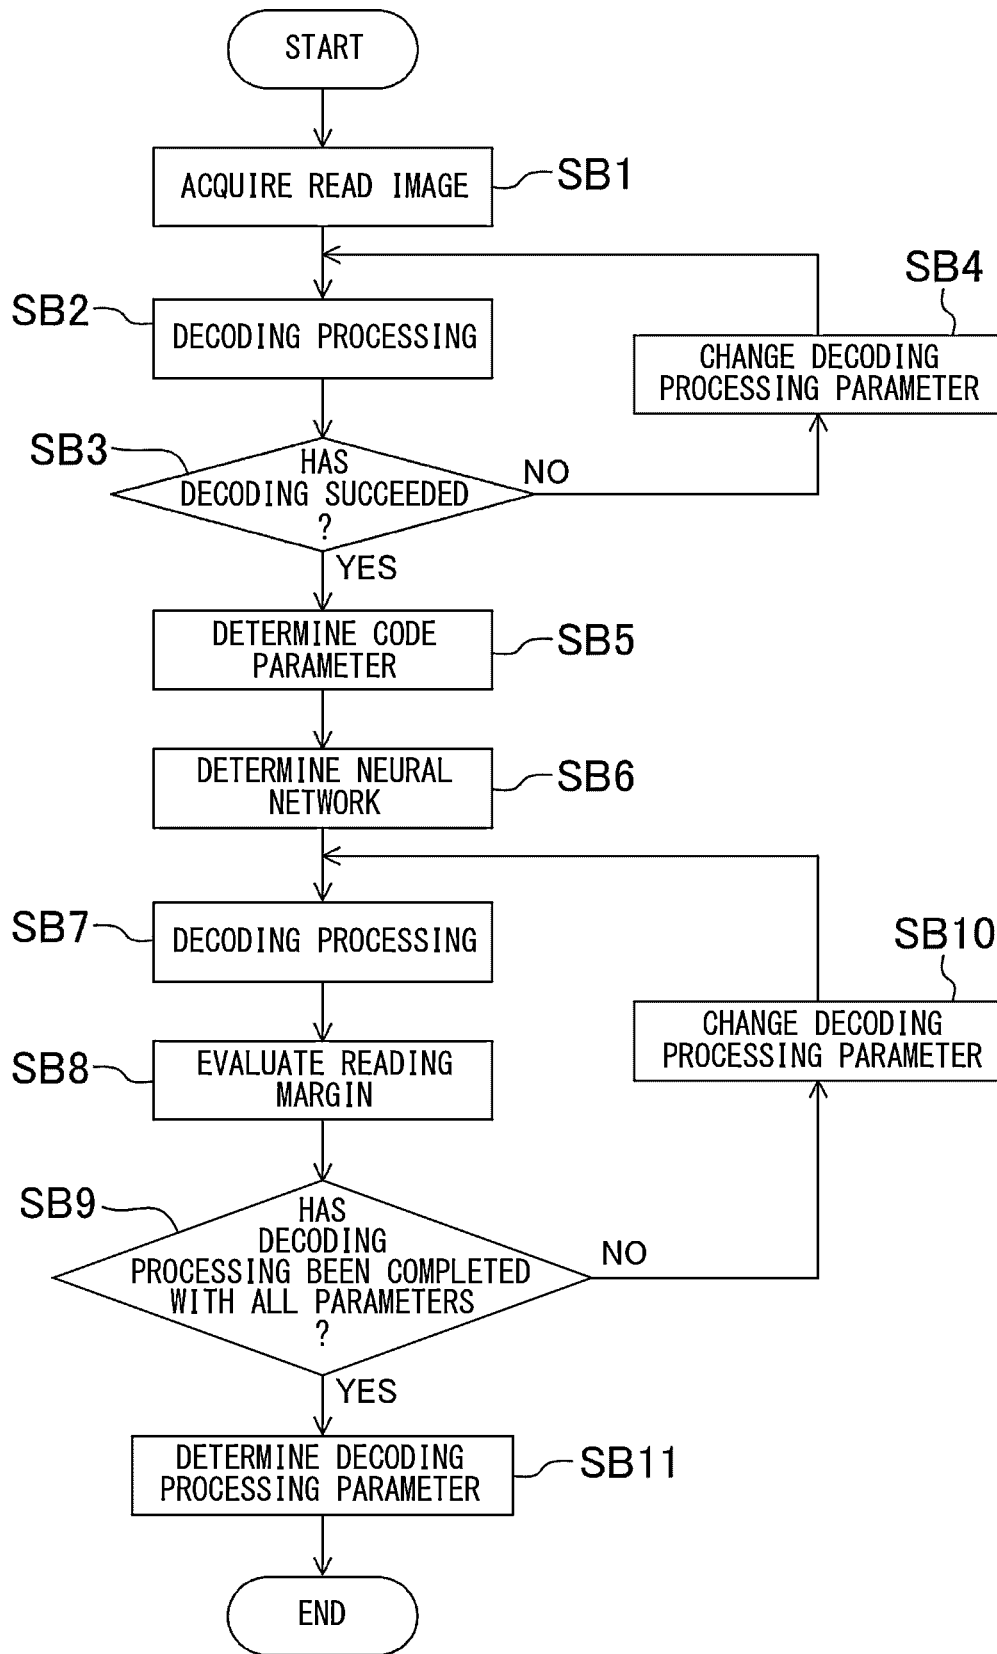 START
ACQUIRE READ IMAGE
SB1
SB2
DECODING PROCESSING
SB4
CHANGE DECODING
PROCESSING PARAMETER
SB3
HAS
DECODING SUCCEEDED
?
NO
YES
DETERMINE CODE
PARAMETER
SB5
DETERMINE NEURAL
NETWORK
SB6
SB7
DECODING PROCESSING
SB10
CHANGE DECODING
PROCESSING PARAMETER
SB8
EVALUATE READING
MARGIN
SB9
HAS
DECODING
PROCESSING BEEN COMPLETED
WITH ALL PARAMETERS
?
NO
YES
DETERMINE DECODING
PROCESSING PARAMETER
SB11
END